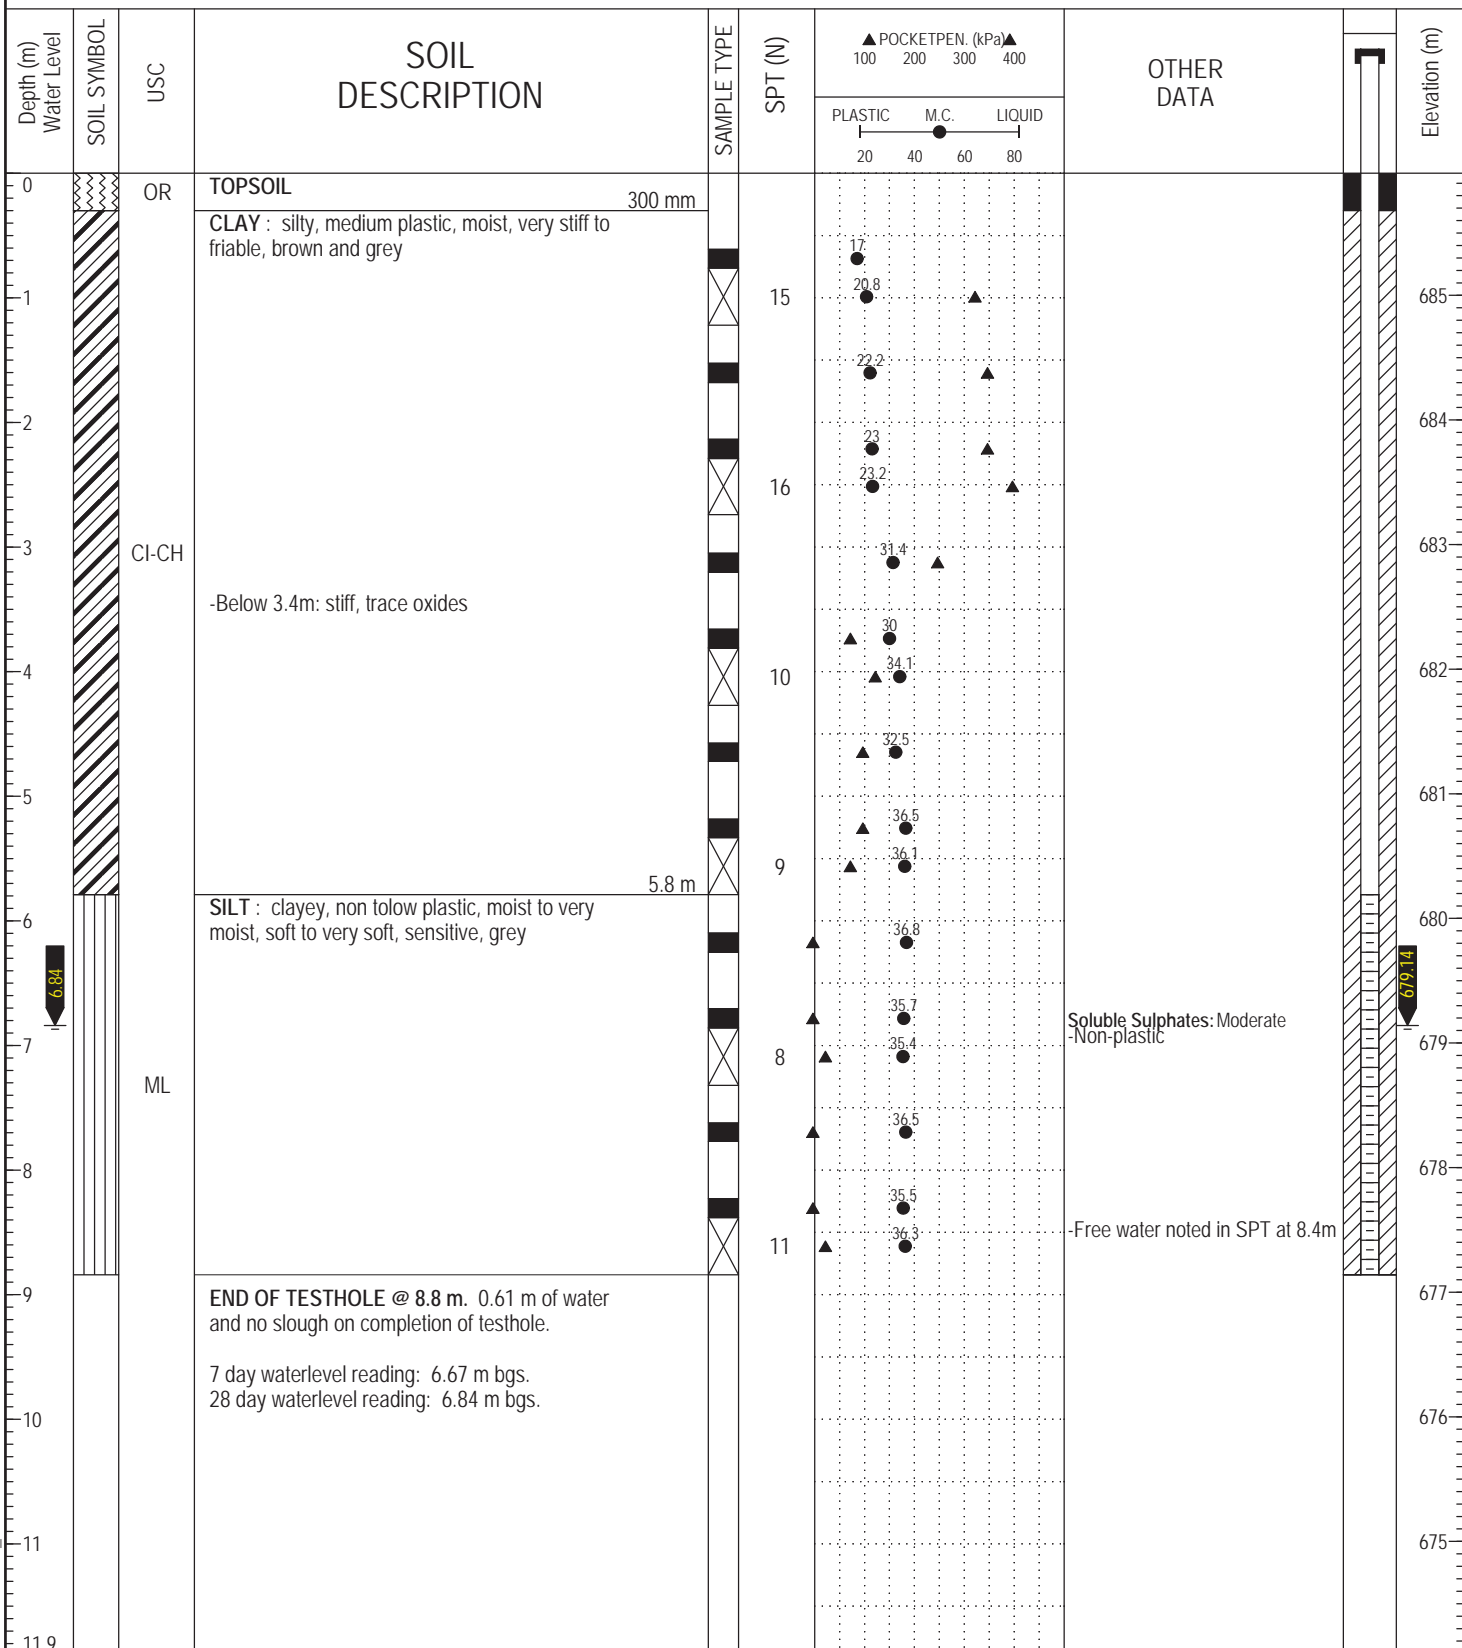 Depth (m)
Water Level
SOIL SYMBOL
USC
SOIL
DESCRIPTION
SAMPLE TYPE
SPT (N)
▲ POCKETPEN. (kPa)▲
100 200 300 400
PLASTIC M.C. LIQUID
20 40 60 80
OTHER
DATA
Elevation (m)
0
OR
TOPSOIL
300 mm
CLAY : silty, medium plastic, moist, very stiff to
friable, brown and grey
17
20.8
1
15
685
22.2
2
684
23
23.2
16
3
CI-CH
31.4
683
-Below 3.4m: stiff, trace oxides
30
34.1
4
10
682
32.5
5
681
36.5
36.1
9
5.8 m
SILT : clayey, non tolow plastic, moist to very
moist, soft to very soft, sensitive, grey
6
680
36.8
6.84
679.14
35.7
Soluble Sulphates: Moderate
-Non-plastic
35.4
7
8
679
ML
36.5
8
678
35.5
36.3
-Free water noted in SPT at 8.4m
11
9
677
END OF TESTHOLE @ 8.8 m. 0.61 m of water
and no slough on completion of testhole.
7 day waterlevel reading: 6.67 m bgs.
28 day waterlevel reading: 6.84 m bgs.
10
676
11
675
11.9